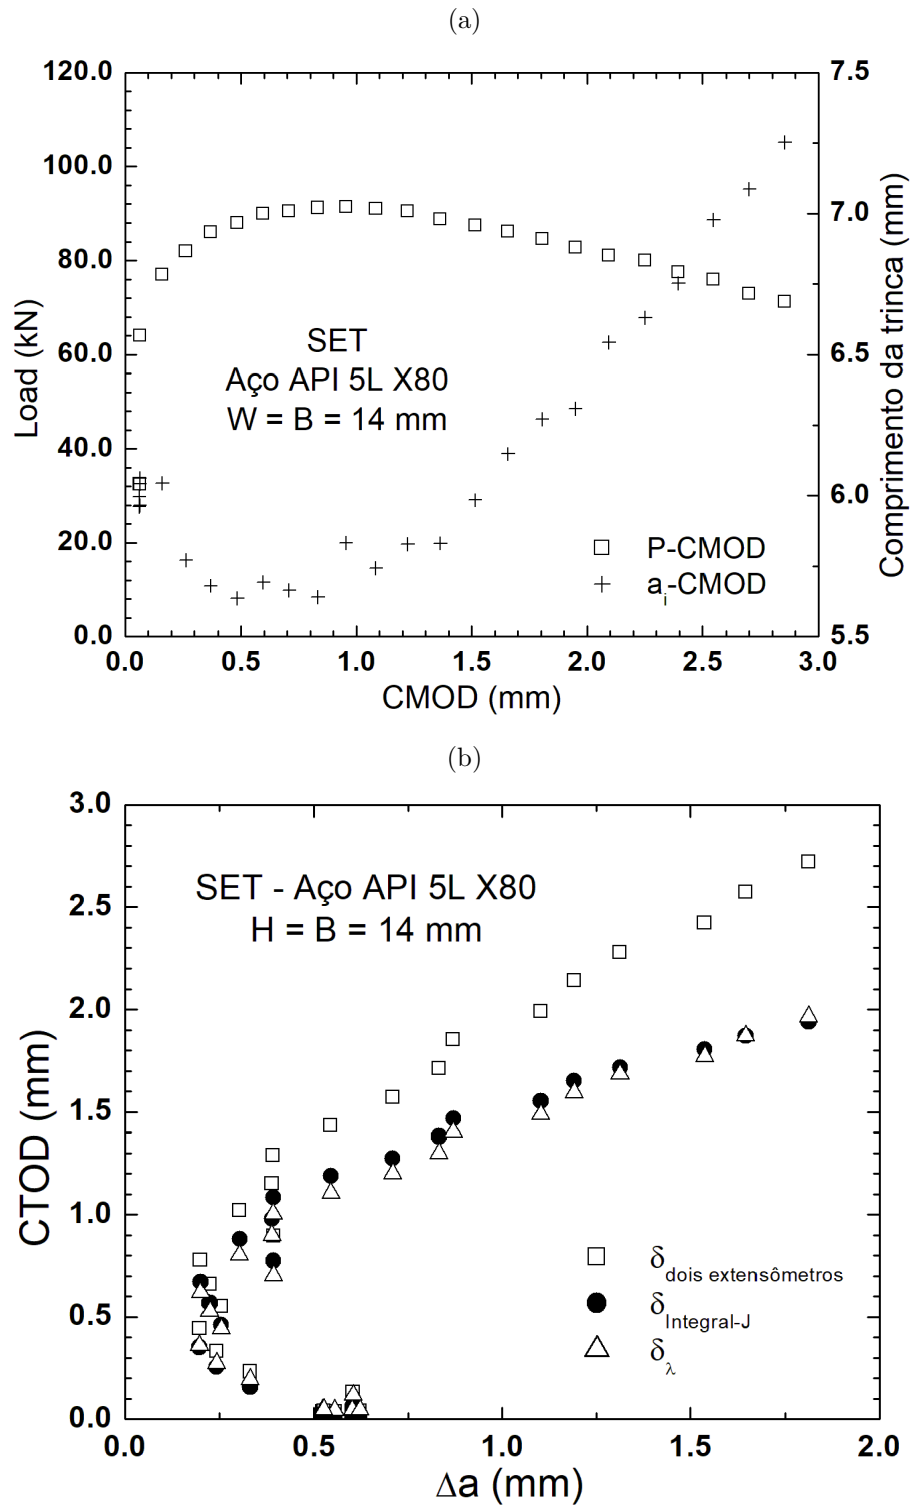 (a)
120.0
100.0
80.0
60.0
40.0
20.0
0.0
Load (kN)
7.5
7.0
6.5
6.0
5.5
Comprimento da trinca (mm)
SET
Aço API 5L X80
W = B = 14 mm
P-CMOD
ai-CMOD
0.0 0.5 1.0 1.5 2.0 2.5 3.0
CMOD (mm)
(b)
3.0
2.5
2.0
1.5
1.0
0.5
0.0
CTOD (mm)
SET - Aço API 5L X80
H = B = 14 mm
δ dois extensômetros
δ Integral-J
δ λ
0.0 0.5 1.0 1.5 2.0
Δa (mm)